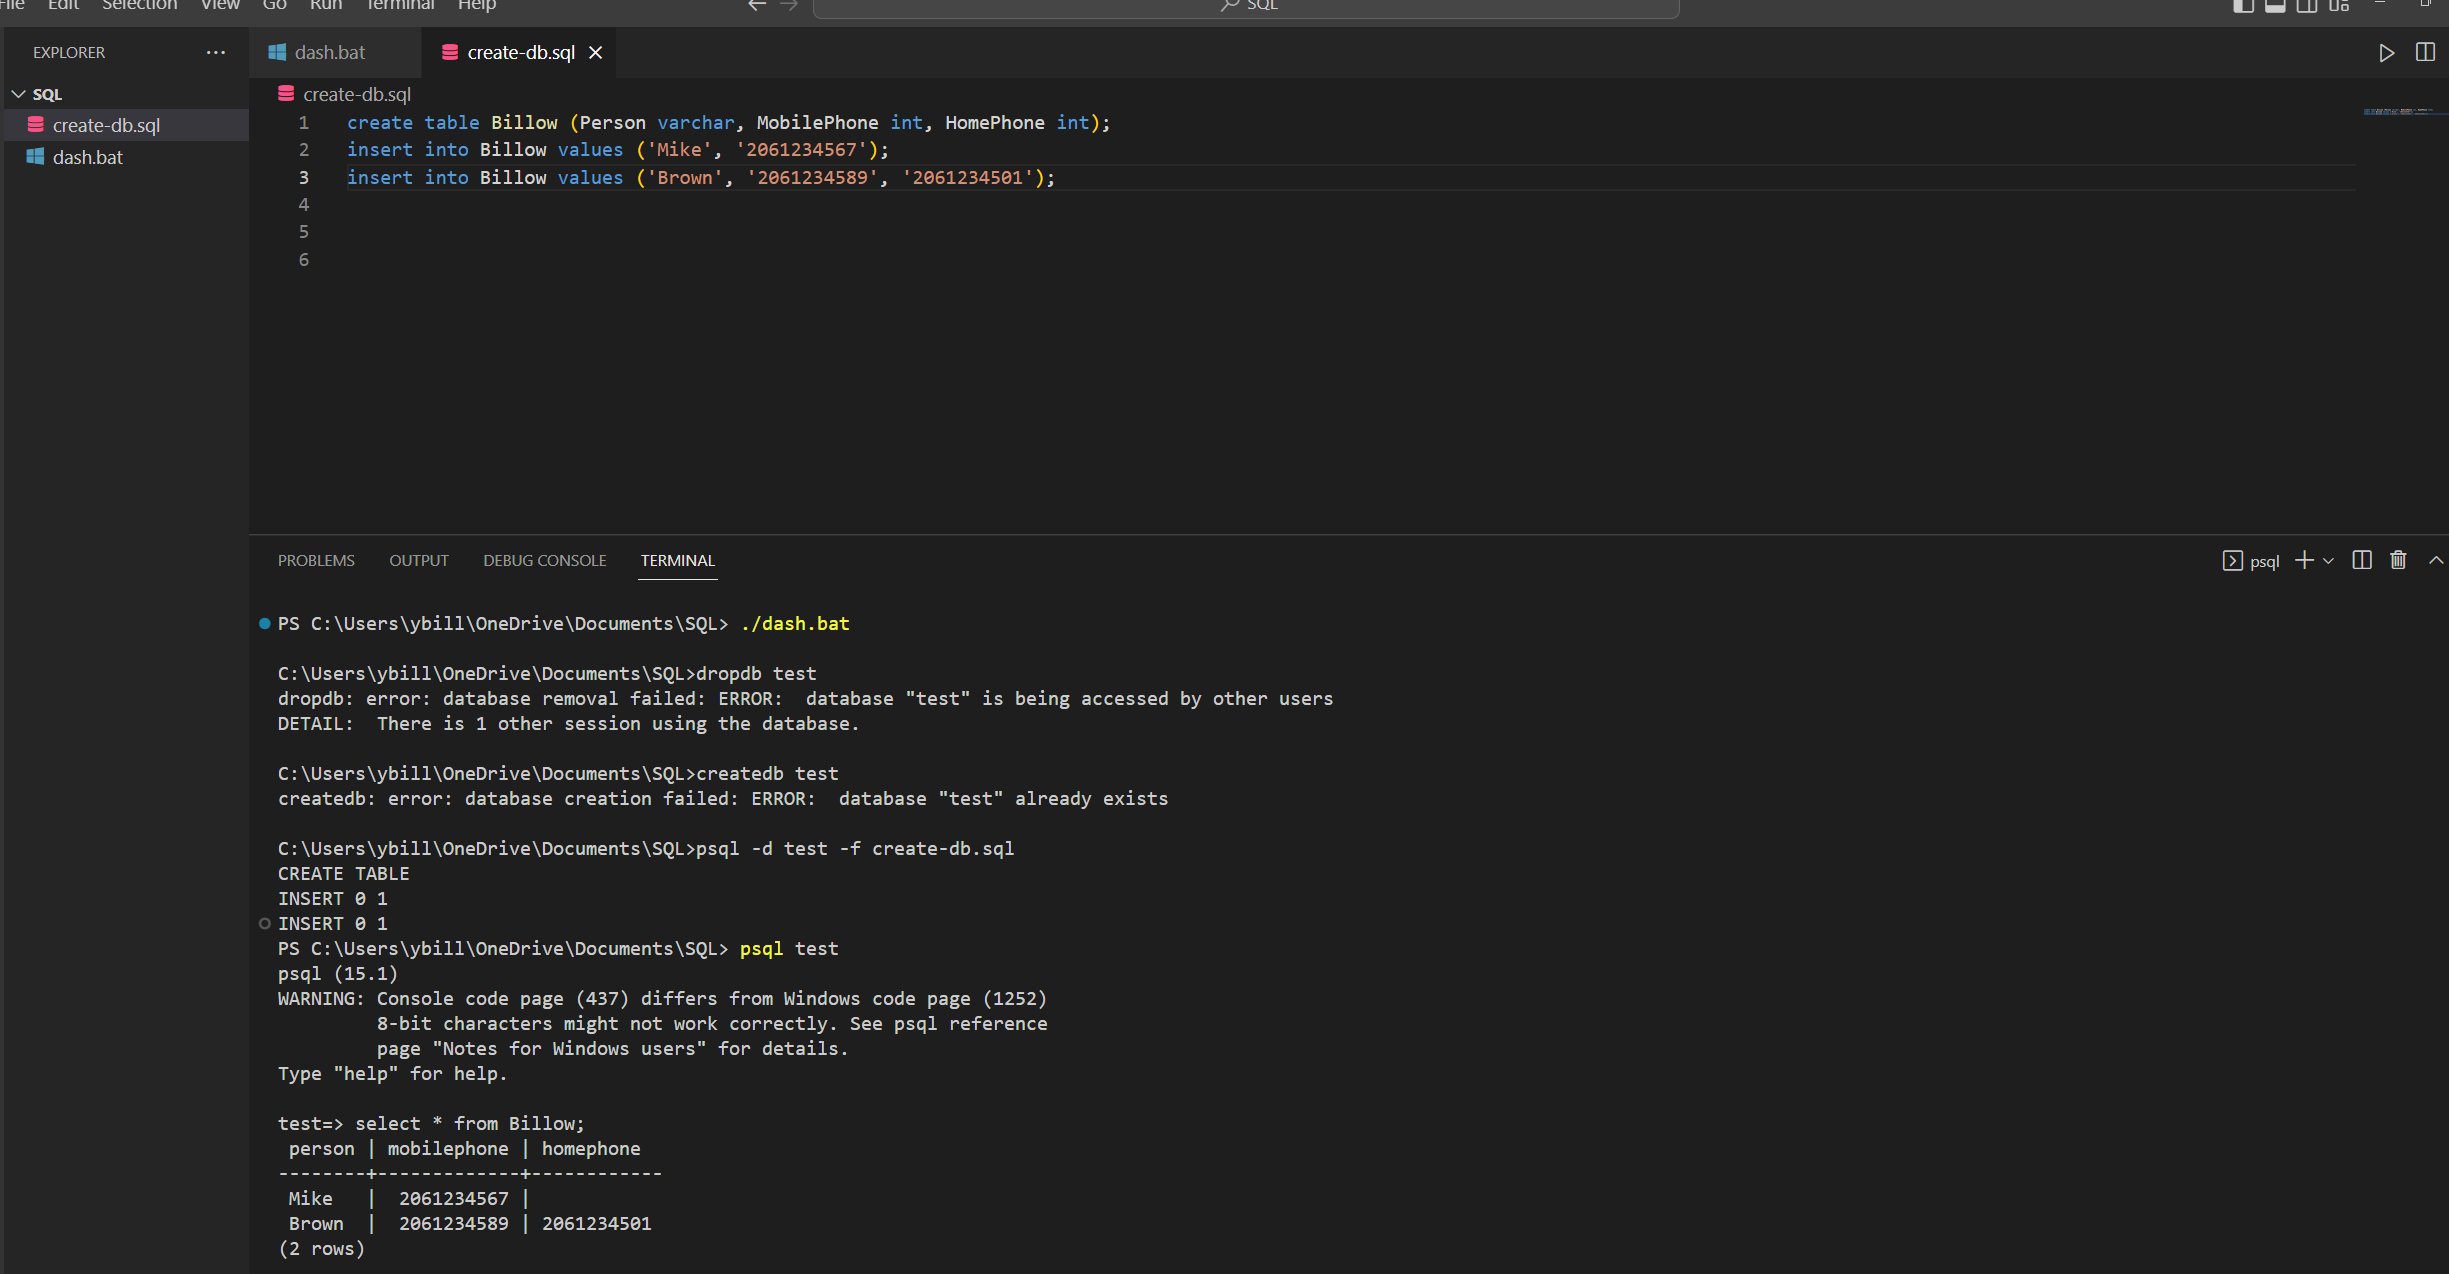 File Edit Selection View Go Run Terminal Help
SQL
EXPLORER ···
dash.bat
create-db.sql
SQL
create-db.sql
dash.bat
create-db.sql
1 create table Billow (Person varchar, MobilePhone int, HomePhone int);
2 insert into Billow values ('Mike', '2061234567');
3 insert into Billow values ('Brown', '2061234589', '2061234501');
4
5
6
PROBLEMS OUTPUT DEBUG CONSOLE TERMINAL
psql
PS C:\Users\ybill\OneDrive\Documents\SQL> ./dash.bat
C:\Users\ybill\OneDrive\Documents\SQL>dropdb test
dropdb: error: database removal failed: ERROR:  database "test" is being accessed by other users
DETAIL:  There is 1 other session using the database.
C:\Users\ybill\OneDrive\Documents\SQL>createdb test
createdb: error: database creation failed: ERROR:  database "test" already exists
C:\Users\ybill\OneDrive\Documents\SQL>psql -d test -f create-db.sql
CREATE TABLE
INSERT 0 1
INSERT 0 1
PS C:\Users\ybill\OneDrive\Documents\SQL> psql test
psql (15.1)
WARNING: Console code page (437) differs from Windows code page (1252)
         8-bit characters might not work correctly. See psql reference
         page "Notes for Windows users" for details.
Type "help" for help.
test=> select * from Billow;
 person | mobilephone | homephone
--------+-------------+------------
 Mike   |  2061234567 |
 Brown  |  2061234589 | 2061234501
(2 rows)